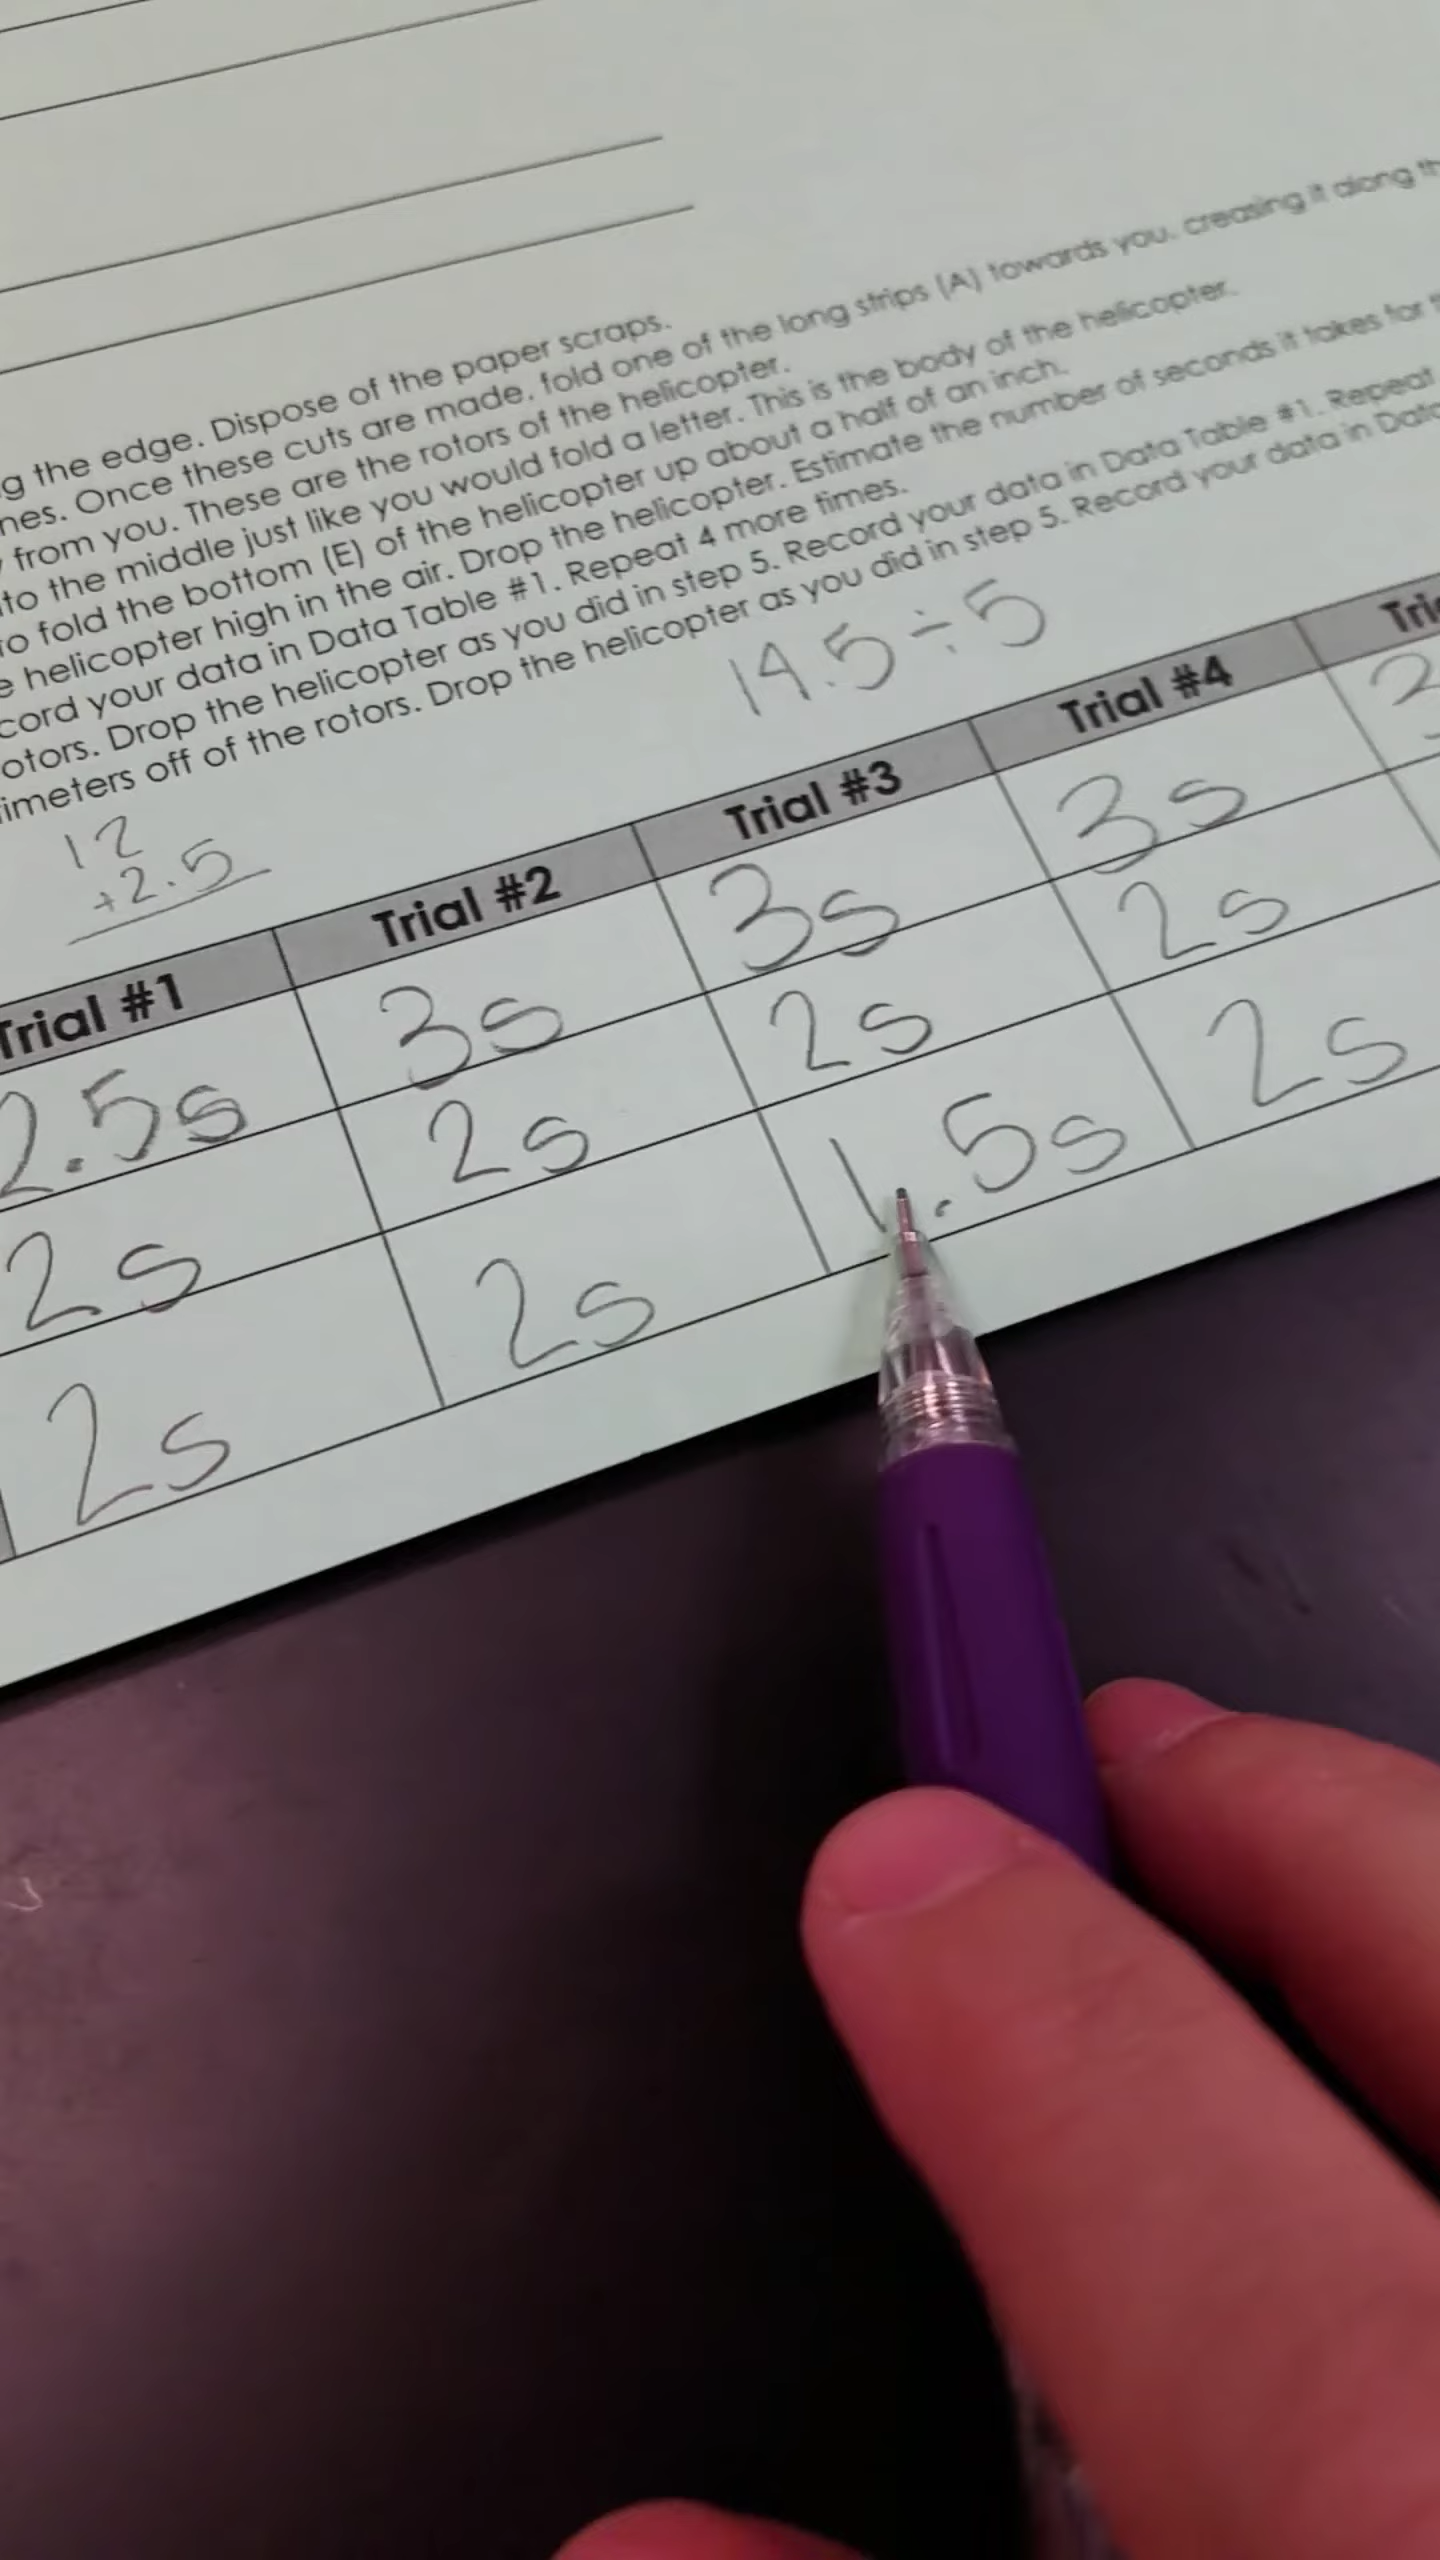 g the edge. Dispose of the paper scraps.
nes. Once these cuts are made, fold one of the long strips (A) towards you, creasing it along th
from you. These are the rotors of the helicopter.
to the middle just like you would fold a letter. This is the body of the helicopter.
to fold the bottom (E) of the helicopter up about a half of an inch.
e helicopter high in the air. Drop the helicopter. Estimate the number of seconds it takes for t
cord your data in Data Table #1. Repeat 4 more times.
otors. Drop the helicopter as you did in step 5. Record your data in Data Table #1. Repeat
imeters off of the rotors. Drop the helicopter as you did in step 5. Record your data in Data
14.5÷5
12
+2.5
Trial #1 Trial #2 Trial #3 Trial #4 Tri
2.5s 3s 3s 3s 3
2s 2s 2s 2s
2s 2s 1.5s 2s